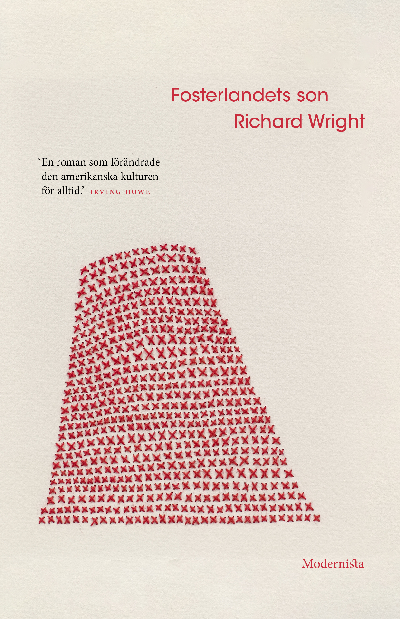 Fosterlandets son
Richard Wright
'En roman som förändrade
den amerikanska kulturen
för alltid.' IRVING HOWE
Modernista